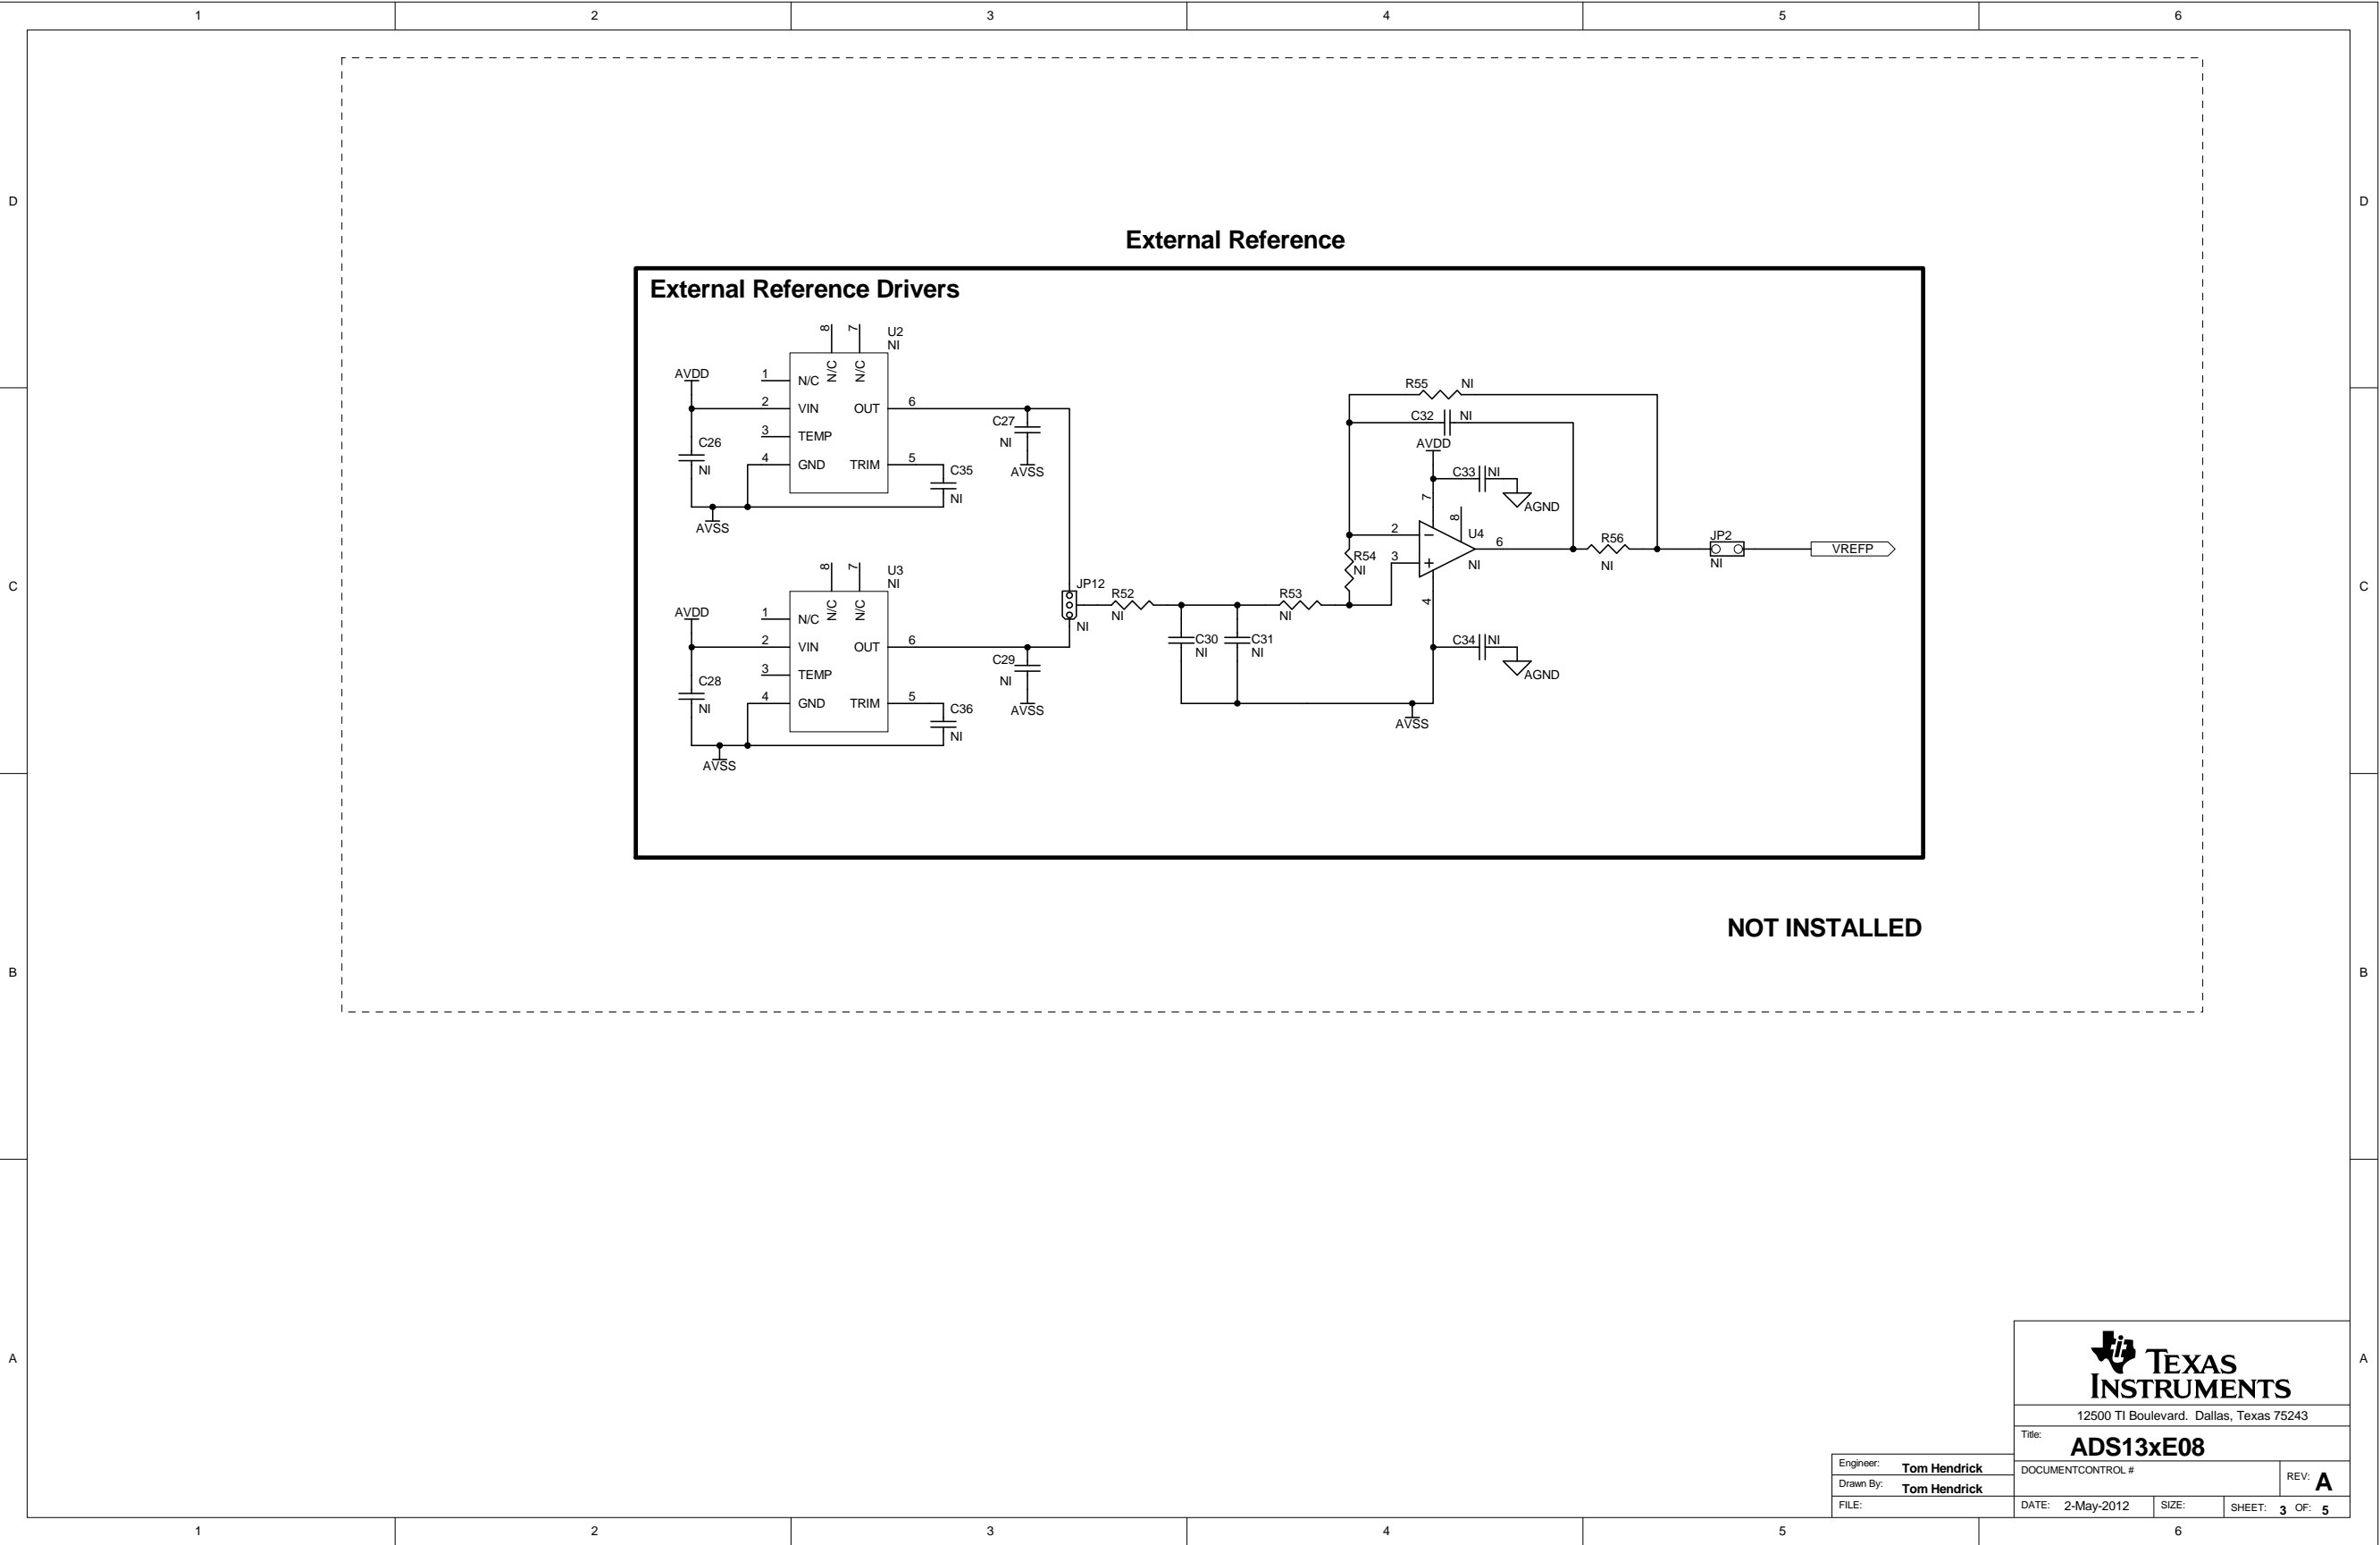 1 2 3 4 5 6
D D
External Reference
External Reference Drivers
8 7 U2
NI
N/C N/C
AVDD 1 N/C
2 VIN OUT 6
3 TEMP
4 GND TRIM 5
C26
NI
C35
NI
AVSS
C27
NI
AVSS
8 7 U3
NI
N/C N/C
AVDD 1 N/C
2 VIN OUT 6
3 TEMP
4 GND TRIM 5
C28
NI
C36
NI
AVSS
C29
NI
AVSS
JP12
NI
R52
NI
C30
NI
C31
NI
R53
NI
R54
NI
R55 NI
C32 NI
AVDD
C33 NI
AGND
7
8
2 −
3 +
U4
NI
6
4
C34 NI
AGND
AVSS
R56
NI
JP2
NI
VREFP
C C
NOT INSTALLED
B B
A A
TEXAS
INSTRUMENTS
12500 TI Boulevard. Dallas, Texas 75243
Title:
ADS13xE08
Engineer: Tom Hendrick
Drawn By: Tom Hendrick
FILE:
DOCUMENTCONTROL #
REV: A
DATE: 2-May-2012 SIZE: SHEET: 3 OF: 5
1 2 3 4 5 6